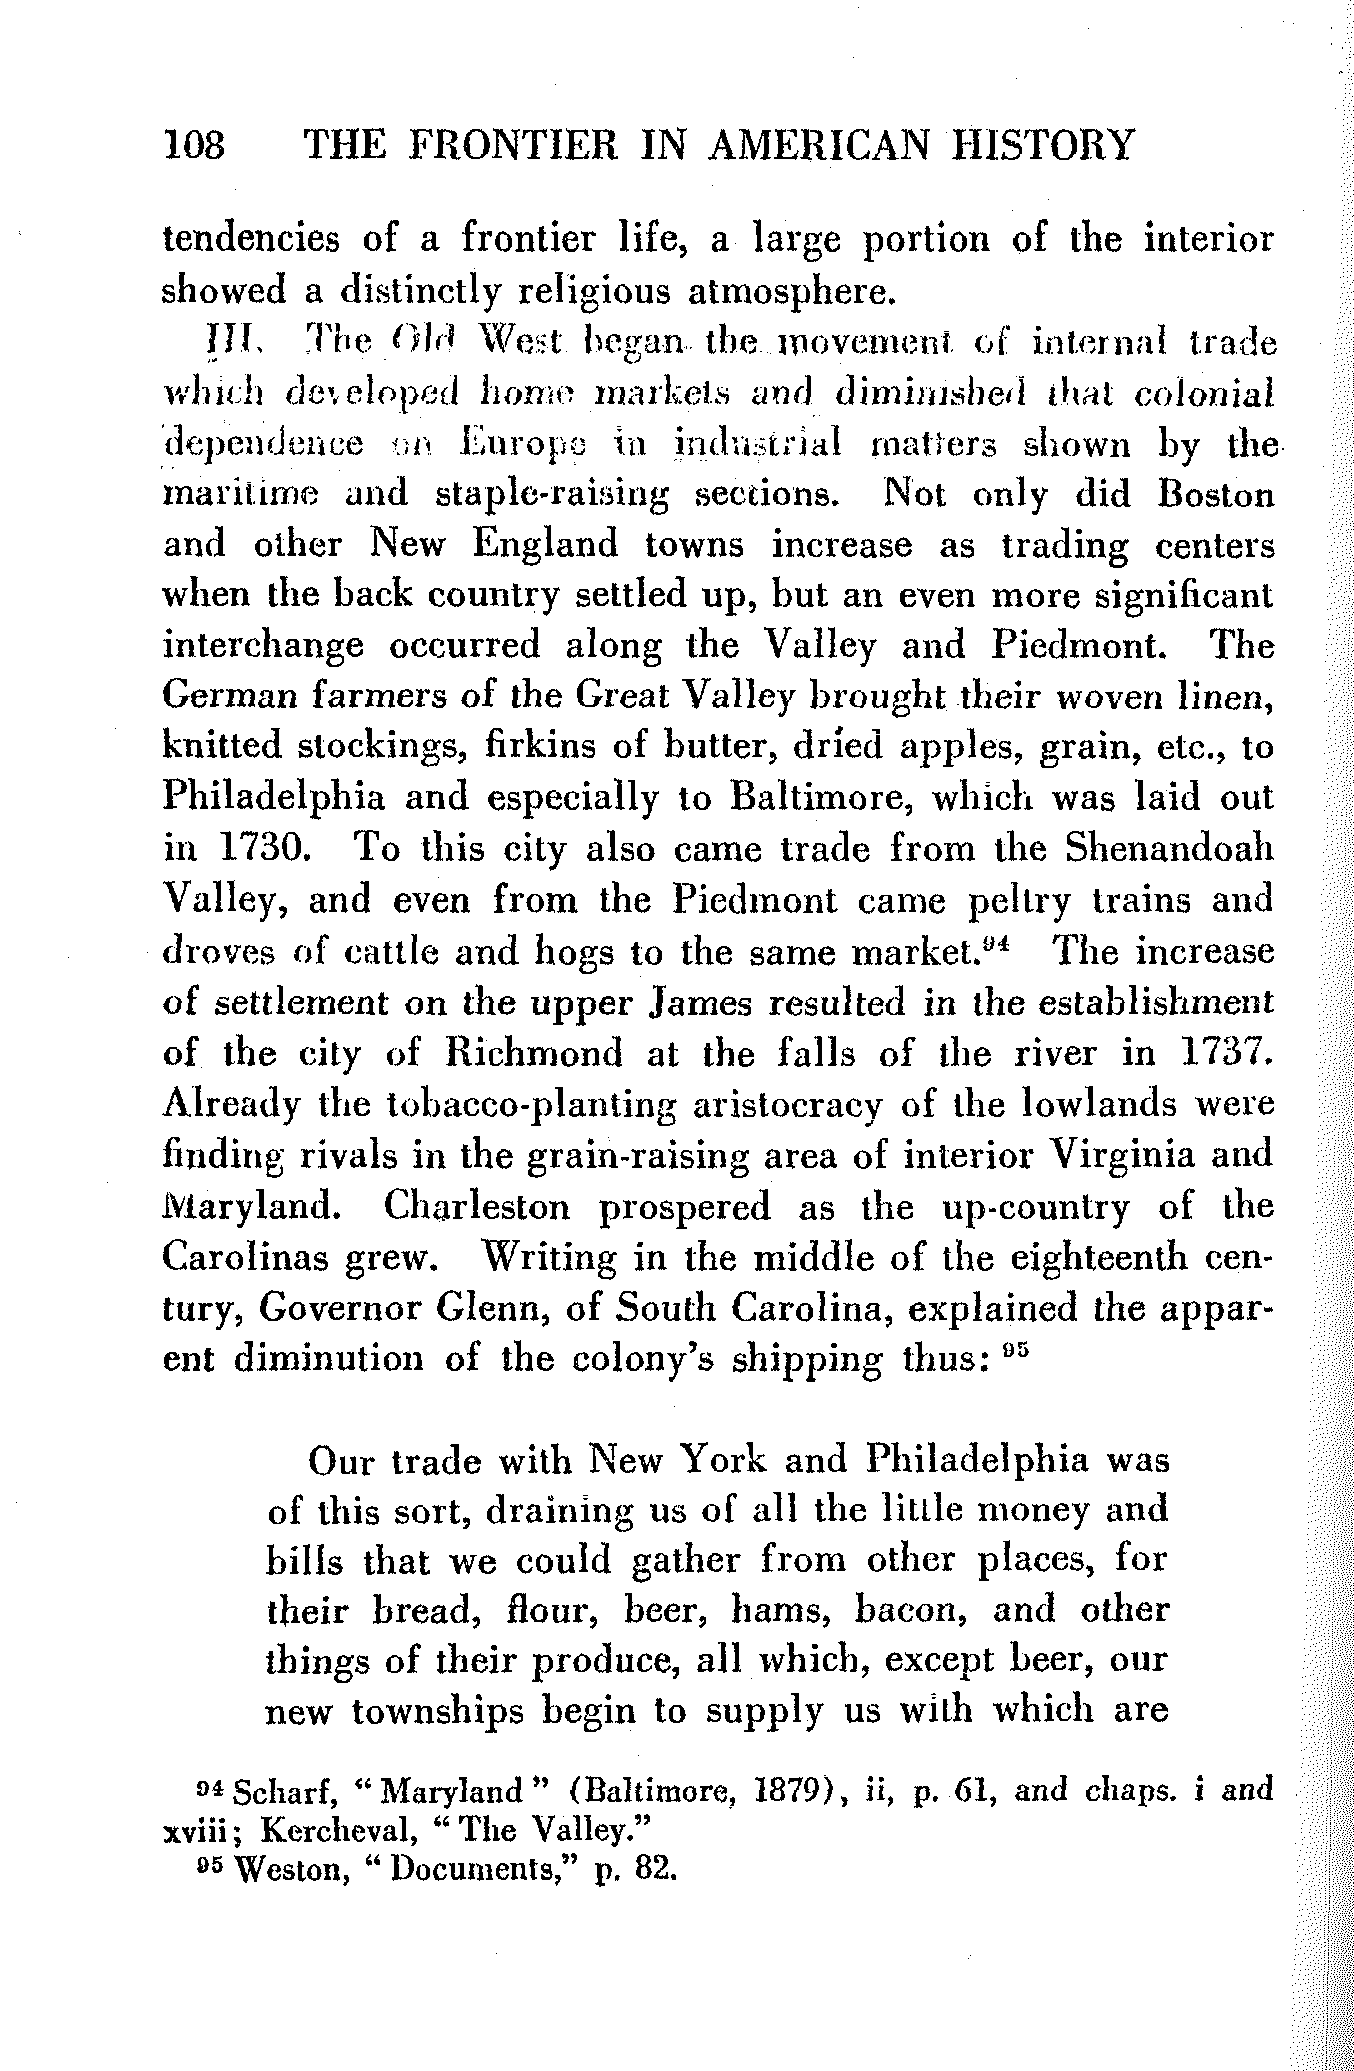 108 THE FRONTIER IN AMERICAN HISTORY
tendencies of a frontier life, a large portion of the interior
showed a distinctly religious atmosphere.
III. The Old West began the movement of internal trade
which developed home markets and diminished that colonial
dependence on Europe in industrial matters shown by the
maritime and staple-raising sections. Not only did Boston
and other New England towns increase as trading centers
when the back country settled up, but an even more significant
interchange occurred along the Valley and Piedmont. The
German farmers of the Great Valley brought their woven linen,
knitted stockings, firkins of butter, dried apples, grain, etc., to
Philadelphia and especially to Baltimore, which was laid out
in 1730. To this city also came trade from the Shenandoah
Valley, and even from the Piedmont came peltry trains and
droves of cattle and hogs to the same market.⁹⁴ The increase
of settlement on the upper James resulted in the establishment
of the city of Richmond at the falls of the river in 1737.
Already the tobacco-planting aristocracy of the lowlands were
finding rivals in the grain-raising area of interior Virginia and
Maryland. Charleston prospered as the up-country of the
Carolinas grew. Writing in the middle of the eighteenth cen-
tury, Governor Glenn, of South Carolina, explained the appar-
ent diminution of the colony's shipping thus: ⁹⁵
Our trade with New York and Philadelphia was
of this sort, draining us of all the little money and
bills that we could gather from other places, for
their bread, flour, beer, hams, bacon, and other
things of their produce, all which, except beer, our
new townships begin to supply us with which are
⁹⁴ Scharf, "Maryland" (Baltimore, 1879), ii, p. 61, and chaps. i and
xviii; Kercheval, "The Valley."
⁹⁵ Weston, "Documents," p. 82.